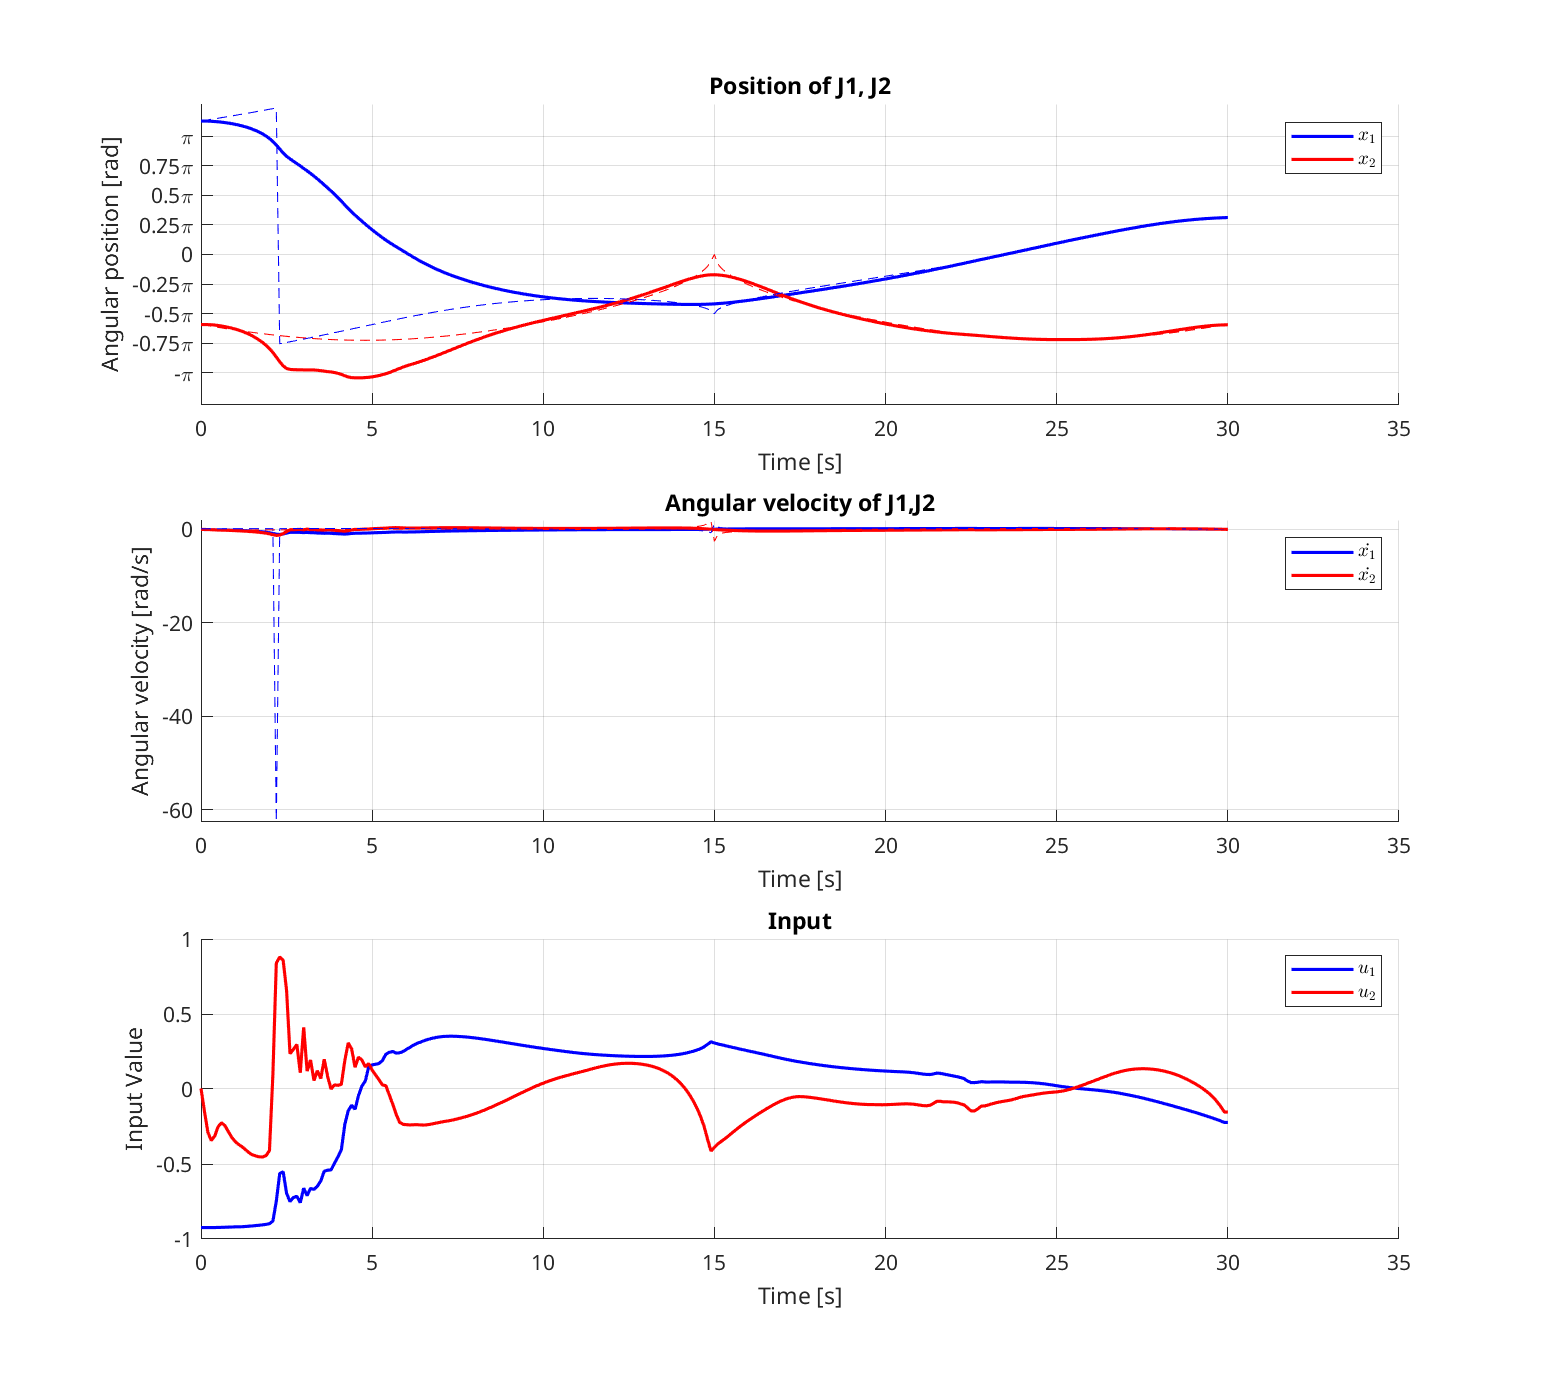 Position of J1, J2
Angular position [rad]
π
0.75π
0.5π
0.25π
0
-0.25π
-0.5π
-0.75π
-π
x₁
x₂
0 5 10 15 20 25 30 35
Time [s]
Angular velocity of J1,J2
Angular velocity [rad/s]
0
-20
-40
-60
ẋ₁
ẋ₂
0 5 10 15 20 25 30 35
Time [s]
Input
Input Value
1
0.5
0
-0.5
-1
u₁
u₂
0 5 10 15 20 25 30 35
Time [s]